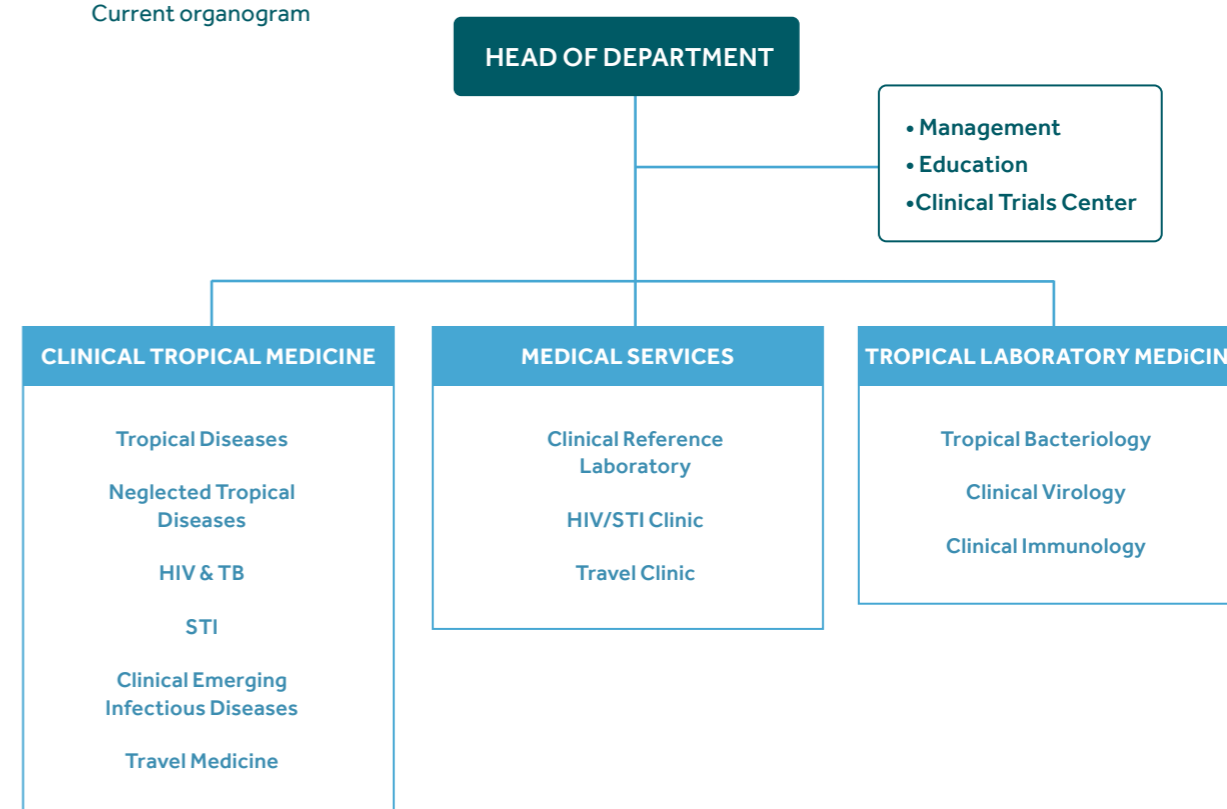 Current organogram
HEAD OF DEPARTMENT
• Management
• Education
•Clinical Trials Center
CLINICAL TROPICAL MEDICINE
Tropical Diseases
Neglected Tropical
Diseases
HIV & TB
STI
Clinical Emerging
Infectious Diseases
Travel Medicine
MEDICAL SERVICES
Clinical Reference
Laboratory
HIV/STI Clinic
Travel Clinic
TROPICAL LABORATORY MEDiCIN
Tropical Bacteriology
Clinical Virology
Clinical Immunology